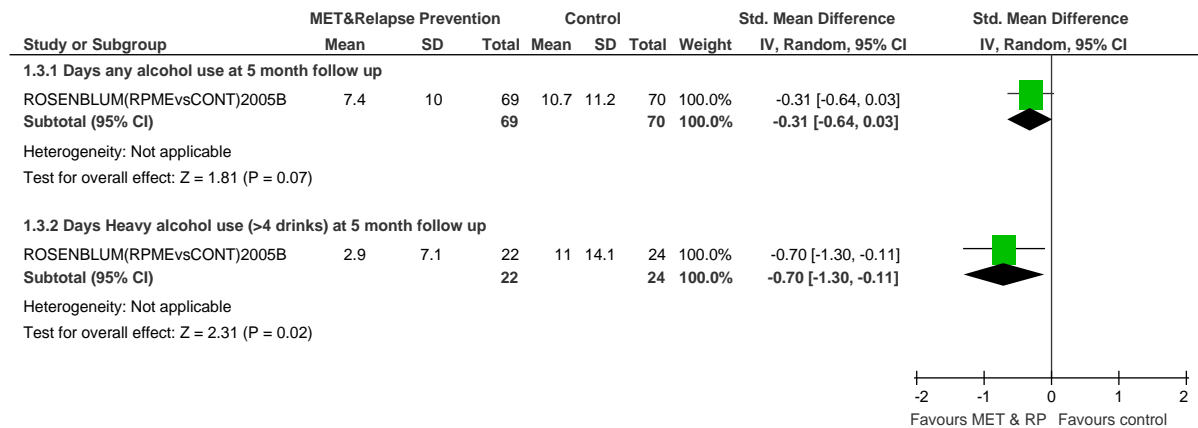 MET&Relapse Prevention Control Std. Mean Difference Std. Mean Difference
Study or Subgroup Mean SD Total Mean SD Total Weight IV, Random, 95% CI IV, Random, 95% CI
1.3.1 Days any alcohol use at 5 month follow up
ROSENBLUM(RPMEvsCONT)2005B 7.4 10 69 10.7 11.2 70 100.0% -0.31 [-0.64, 0.03]
Subtotal (95% CI) 69 70 100.0% -0.31 [-0.64, 0.03]
Heterogeneity: Not applicable
Test for overall effect: Z = 1.81 (P = 0.07)
1.3.2 Days Heavy alcohol use (>4 drinks) at 5 month follow up
ROSENBLUM(RPMEvsCONT)2005B 2.9 7.1 22 11 14.1 24 100.0% -0.70 [-1.30, -0.11]
Subtotal (95% CI) 22 24 100.0% -0.70 [-1.30, -0.11]
Heterogeneity: Not applicable
Test for overall effect: Z = 2.31 (P = 0.02)
-2 -1 0 1 2
Favours MET & RP Favours control